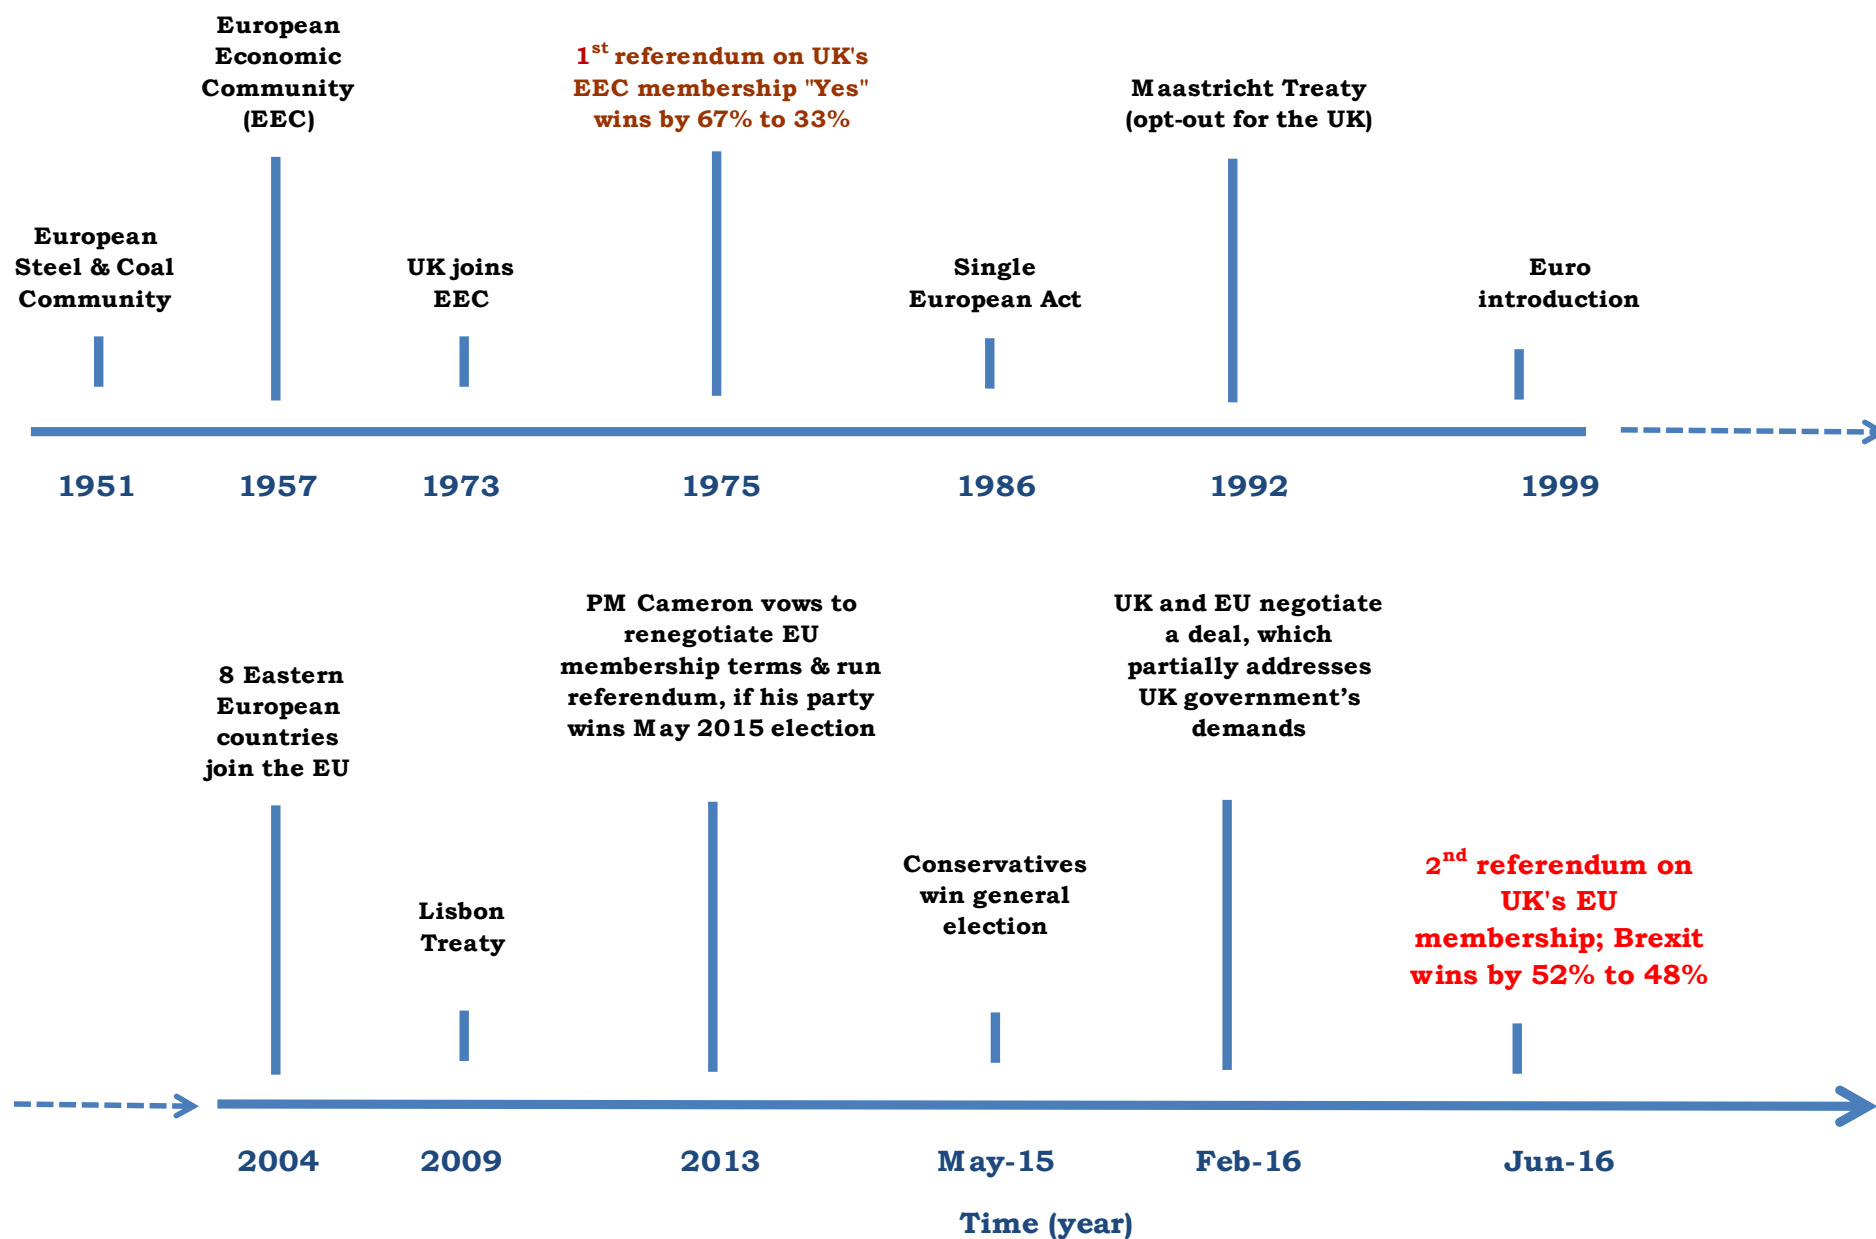 European
Economic
Community
(EEC)
1st referendum on UK's
EEC membership "Yes"
wins by 67% to 33%
Maastricht Treaty
(opt-out for the UK)
European
Steel & Coal
Community
UK joins
EEC
Single
European Act
Euro
introduction
1951 1957 1973 1975 1986 1992 1999
8 Eastern
European
countries
join the EU
Lisbon
Treaty
PM Cameron vows to
renegotiate EU
membership terms & run
referendum, if his party
wins May 2015 election
Conservatives
win general
election
UK and EU negotiate
a deal, which
partially addresses
UK government’s
demands
2nd referendum on
UK's EU
membership; Brexit
wins by 52% to 48%
2004 2009 2013 May-15 Feb-16 Jun-16
Time (year)